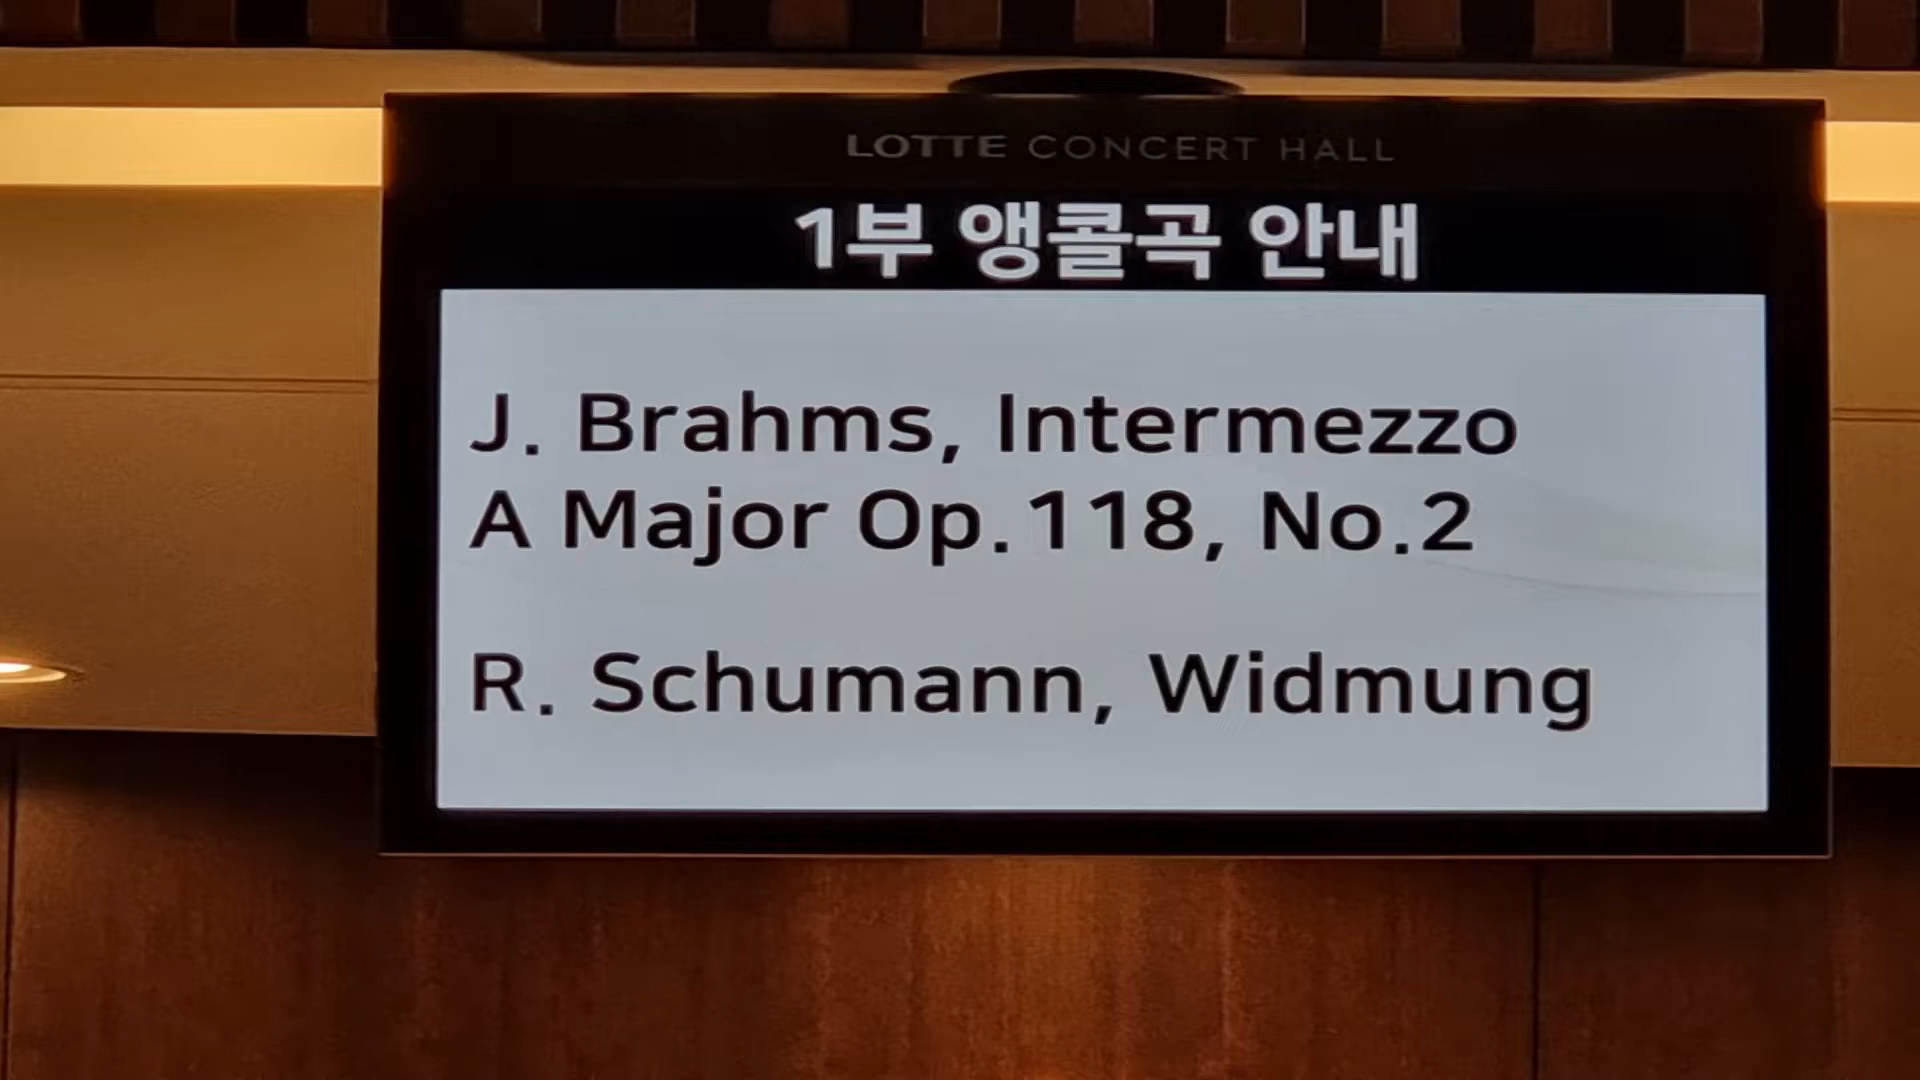 LOTTE CONCERT HALL
1부 앵콜곡 안내
J. Brahms, Intermezzo
A Major Op.118, No.2
R. Schumann, Widmung